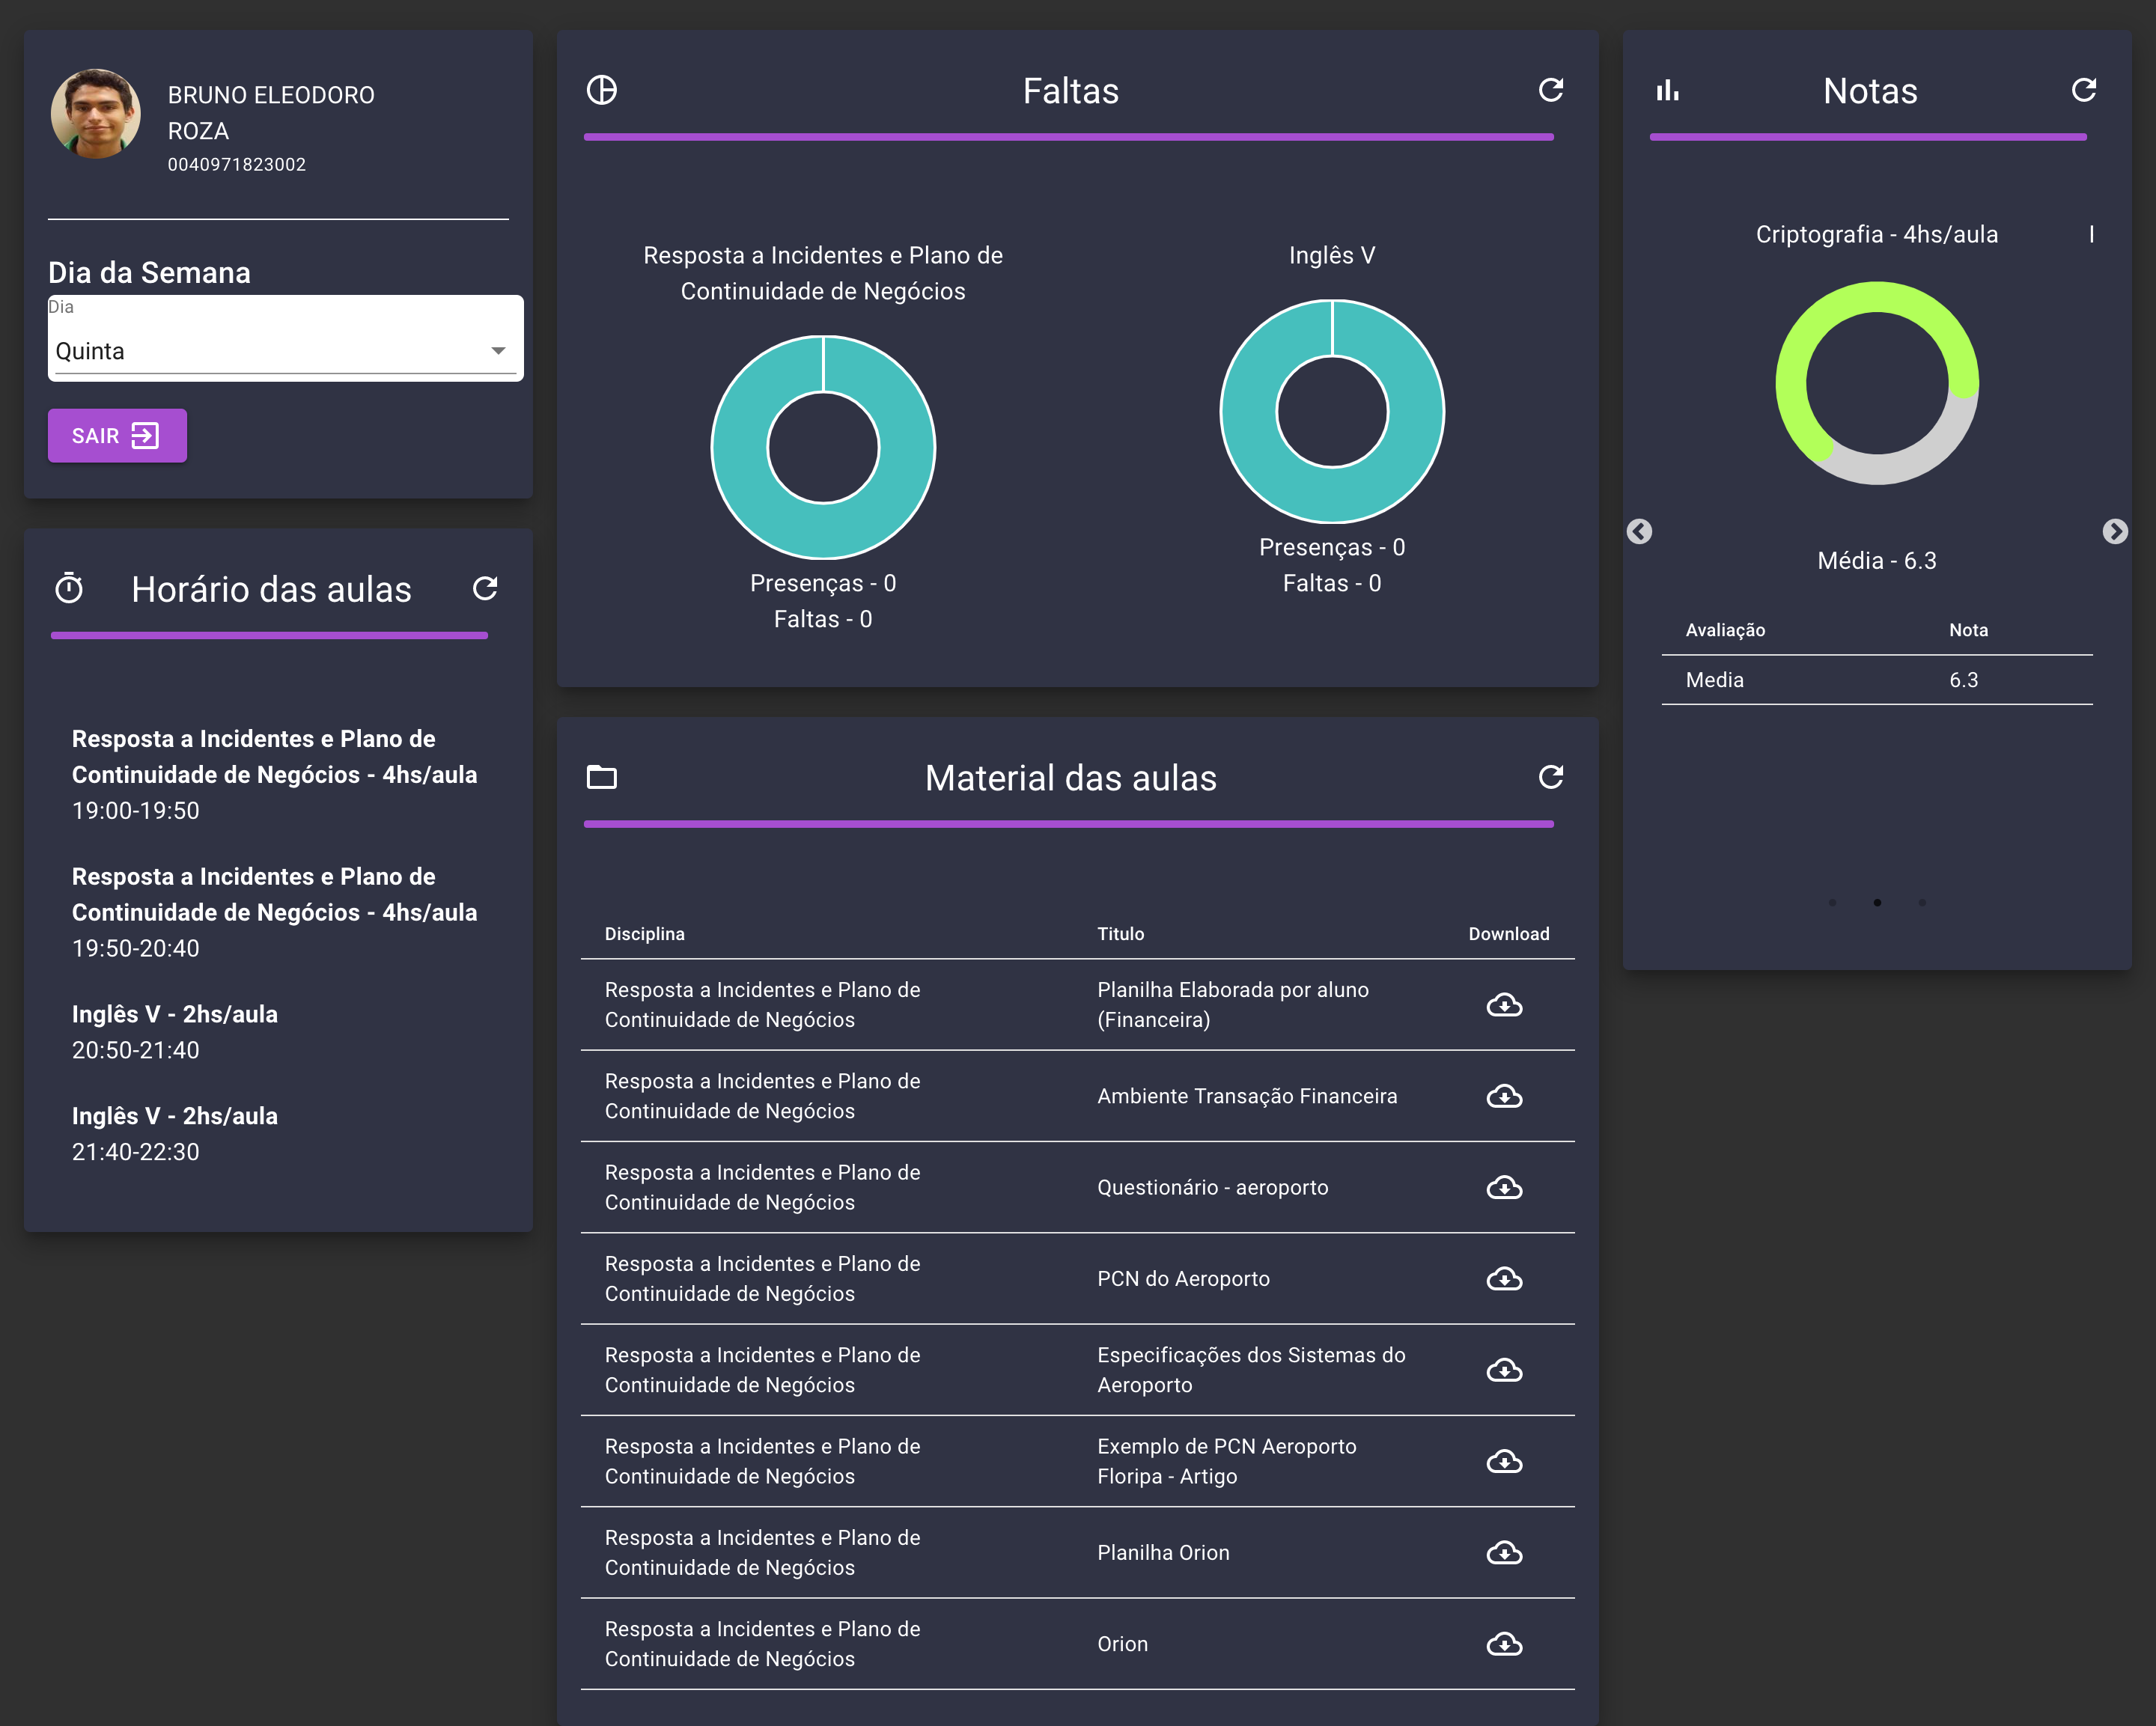 BRUNO ELEODORO
ROZA
0040971823002
Dia da Semana
Dia
Quinta
SAIR
Horário das aulas
Resposta a Incidentes e Plano de
Continuidade de Negócios - 4hs/aula
19:00-19:50
Resposta a Incidentes e Plano de
Continuidade de Negócios - 4hs/aula
19:50-20:40
Inglês V - 2hs/aula
20:50-21:40
Inglês V - 2hs/aula
21:40-22:30
Faltas
Resposta a Incidentes e Plano de
Continuidade de Negócios
Presenças - 0
Faltas - 0
Inglês V
Presenças - 0
Faltas - 0
Material das aulas
Disciplina Titulo Download
Resposta a Incidentes e Plano de
Continuidade de Negócios
Planilha Elaborada por aluno
(Financeira)
Resposta a Incidentes e Plano de
Continuidade de Negócios
Ambiente Transação Financeira
Resposta a Incidentes e Plano de
Continuidade de Negócios
Questionário - aeroporto
Resposta a Incidentes e Plano de
Continuidade de Negócios
PCN do Aeroporto
Resposta a Incidentes e Plano de
Continuidade de Negócios
Especificações dos Sistemas do
Aeroporto
Resposta a Incidentes e Plano de
Continuidade de Negócios
Exemplo de PCN Aeroporto
Floripa - Artigo
Resposta a Incidentes e Plano de
Continuidade de Negócios
Planilha Orion
Resposta a Incidentes e Plano de
Continuidade de Negócios
Orion
Notas
Criptografia - 4hs/aula
Média - 6.3
Avaliação Nota
Media 6.3